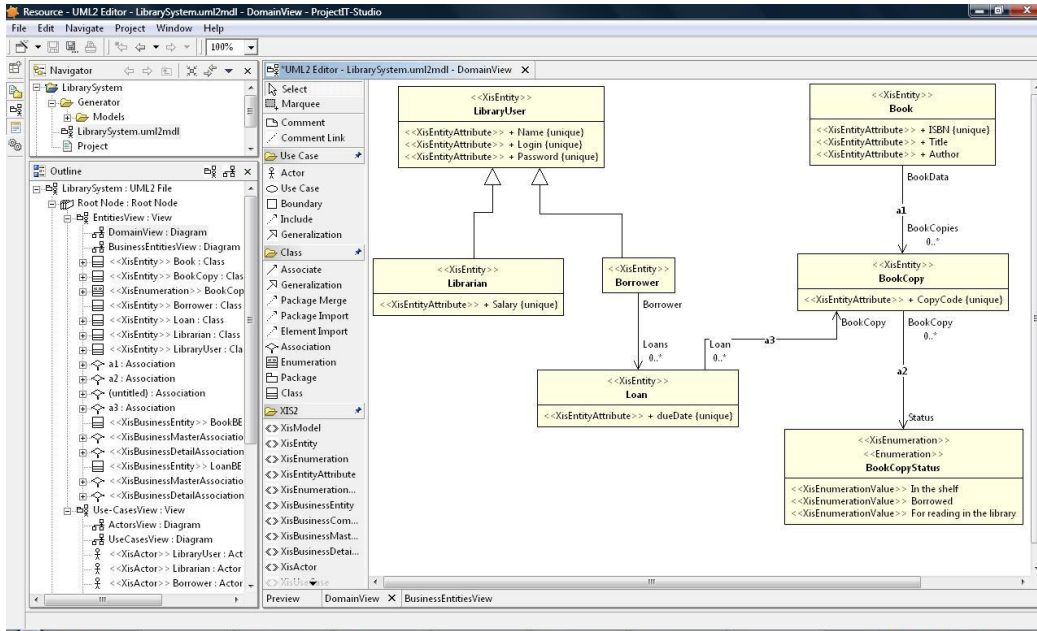 Resource - UML2 Editor - LibrarySystem.uml2mdl - DomainView - ProjectIT-Studio
File Edit Navigate Project Window Help
100%
Navigator
LibrarySystem
Generator
Models
LibrarySystem.uml2mdl
Project
Outline
LibrarySystem : UML2 File
Root Node : Root Node
EntitiesView : View
DomainView : Diagram
BusinessEntitiesView : Diagram
<<XisEntity>> Book : Class
<<XisEntity>> BookCopy : Clas
<<XisEnumeration>> BookCop
<<XisEntity>> Borrower : Class
<<XisEntity>> Loan : Class
<<XisEntity>> Librarian : Class
<<XisEntity>> LibraryUser : Cla
a1 : Association
a2 : Association
(untitled) : Association
a3 : Association
<<XisBusinessEntity>> BookBE
<<XisBusinessMasterAssociatio
<<XisBusinessDetailAssociation
<<XisBusinessEntity>> LoanBE
<<XisBusinessMasterAssociatio
<<XisBusinessDetailAssociation
Use-CasesView : View
ActorsView : Diagram
UseCasesView : Diagram
<<XisActor>> LibraryUser : Act
<<XisActor>> Librarian : Actor
<<XisActor>> Borrower : Actor
*UML2 Editor - LibrarySystem.uml2mdl - DomainView
Select
Marquee
Comment
Comment Link
Use Case
Actor
Use Case
Boundary
Include
Generalization
Class
Associate
Generalization
Package Merge
Package Import
Element Import
Association
Enumeration
Package
Class
XIS2
XisModel
XisEntity
XisEnumeration
XisEntityAttribute
XisEnumeration...
XisBusinessEntity
XisBusinessCom...
XisBusinessMast...
XisBusinessDetai...
XisActor
XisUseCase
<<XisEntity>>
LibraryUser
<<XisEntityAttribute>> + Name {unique}
<<XisEntityAttribute>> + Login {unique}
<<XisEntityAttribute>> + Password {unique}
<<XisEntity>>
Book
<<XisEntityAttribute>> + ISBN {unique}
<<XisEntityAttribute>> + Title
<<XisEntityAttribute>> + Author
BookData
a1
BookCopies
0..*
<<XisEntity>>
Librarian
<<XisEntityAttribute>> + Salary {unique}
<<XisEntity>>
Borrower
<<XisEntity>>
BookCopy
<<XisEntityAttribute>> + CopyCode {unique}
Borrower
Loans
0..*
Loan
0..*
a3
BookCopy
BookCopy
0..*
a2
Status
<<XisEntity>>
Loan
<<XisEntityAttribute>> + dueDate {unique}
<<XisEnumeration>>
<<Enumeration>>
BookCopyStatus
<<XisEnumerationValue>> In the shelf
<<XisEnumerationValue>> Borrowed
<<XisEnumerationValue>> For reading in the library
Preview DomainView BusinessEntitiesView